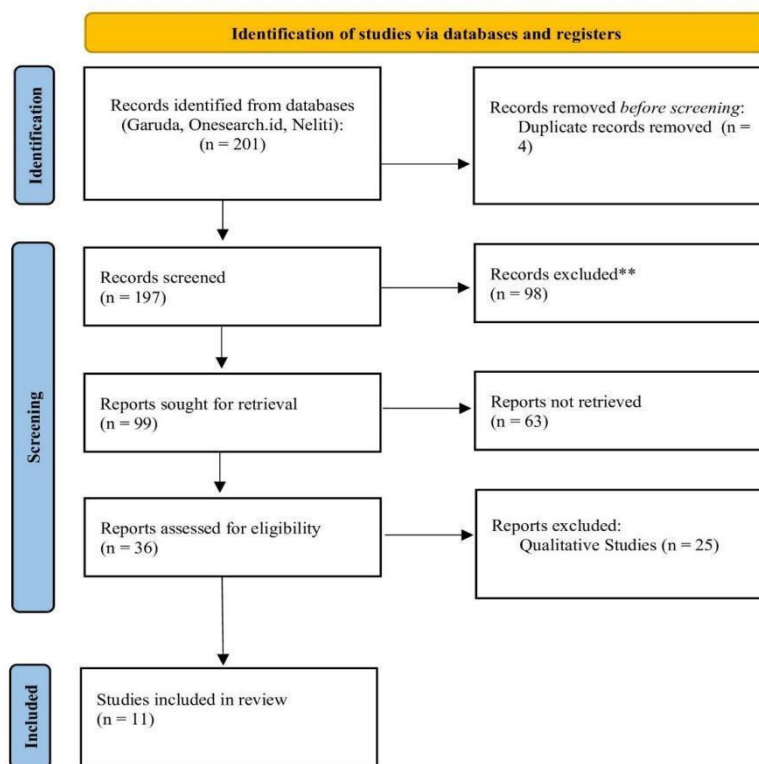 Identification of studies via databases and registers
Identification
Records identified from databases
(Garuda, Onesearch.id, Neliti):
(n = 201)
Records removed before screening:
Duplicate records removed (n =
4)
Screening
Records screened
(n = 197)
Records excluded**
(n = 98)
Reports sought for retrieval
(n = 99)
Reports not retrieved
(n = 63)
Reports assessed for eligibility
(n = 36)
Reports excluded:
Qualitative Studies (n = 25)
Included
Studies included in review
(n = 11)